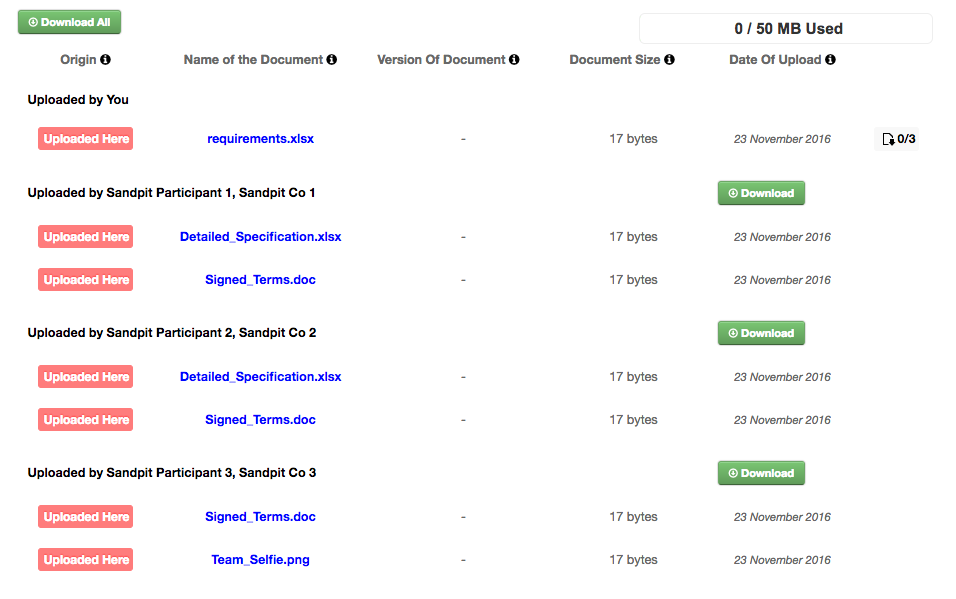 Download All
0 / 50 MB Used
Origin Name of the Document Version Of Document Document Size Date Of Upload
Uploaded by You
Uploaded Here requirements.xlsx - 17 bytes 23 November 2016 0/3
Uploaded by Sandpit Participant 1, Sandpit Co 1 Download
Uploaded Here Detailed_Specification.xlsx - 17 bytes 23 November 2016
Uploaded Here Signed_Terms.doc - 17 bytes 23 November 2016
Uploaded by Sandpit Participant 2, Sandpit Co 2 Download
Uploaded Here Detailed_Specification.xlsx - 17 bytes 23 November 2016
Uploaded Here Signed_Terms.doc - 17 bytes 23 November 2016
Uploaded by Sandpit Participant 3, Sandpit Co 3 Download
Uploaded Here Signed_Terms.doc - 17 bytes 23 November 2016
Uploaded Here Team_Selfie.png - 17 bytes 23 November 2016